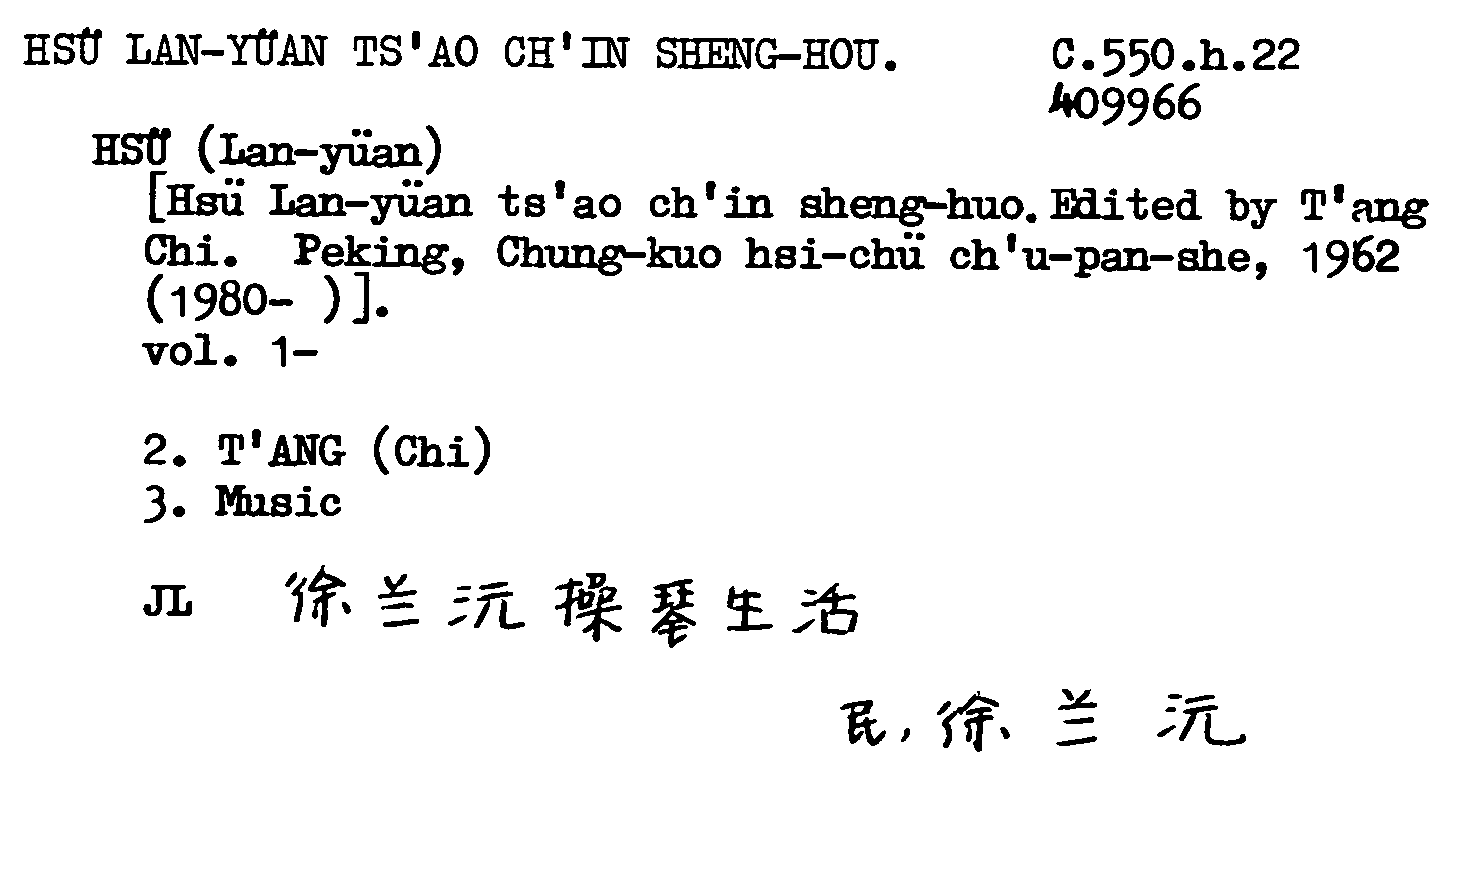 HSÜ LAN-YÜAN TS'AO CH'IN SHENG-HOU. C.550.h.22
409966
HSÜ (Lan-yüan)
[Hsü Lan-yüan ts'ao ch'in sheng-huo. Edited by T'ang
Chi. Peking, Chung-kuo hsi-chü ch'u-pan-she, 1962
(1980- )].
vol. 1-
2. T'ANG (Chi)
3. Music
JL 徐兰沅操琴生活
民,徐兰沅